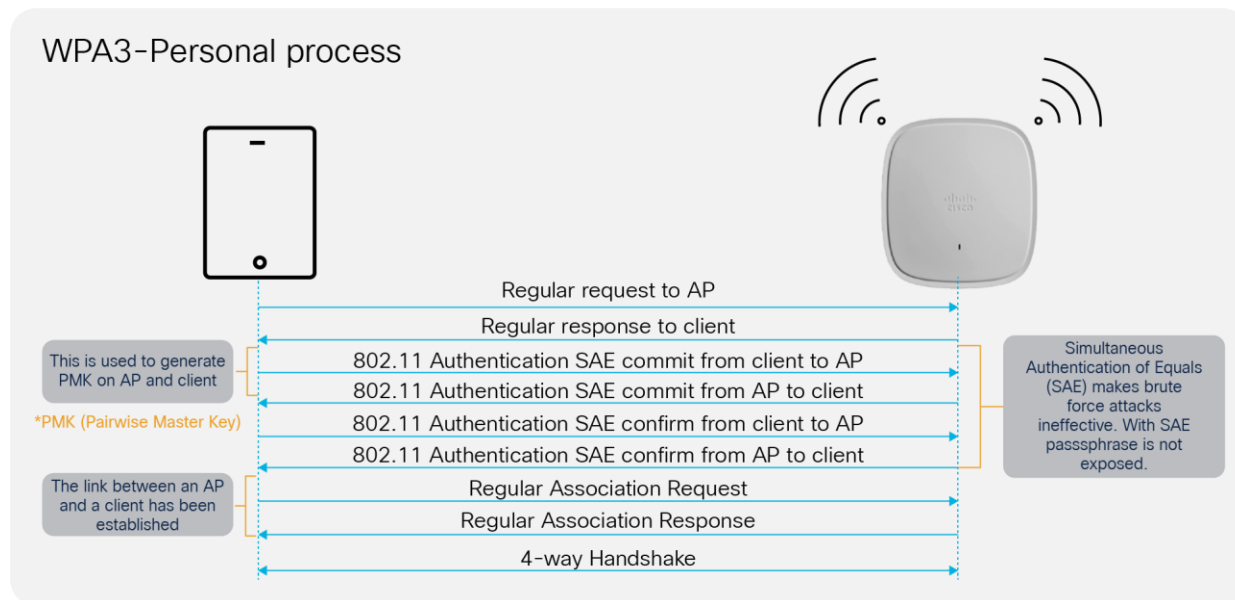 WPA3-Personal process
cisco
Regular request to AP
Regular response to client
This is used to generate
PMK on AP and client
*PMK (Pairwise Master Key)
802.11 Authentication SAE commit from client to AP
802.11 Authentication SAE commit from AP to client
802.11 Authentication SAE confirm from client to AP
802.11 Authentication SAE confirm from AP to client
Simultaneous
Authentication of Equals
(SAE) makes brute
force attacks
ineffective. With SAE
passsphrase is not
exposed.
The link between an AP
and a client has been
established
Regular Association Request
Regular Association Response
4-way Handshake